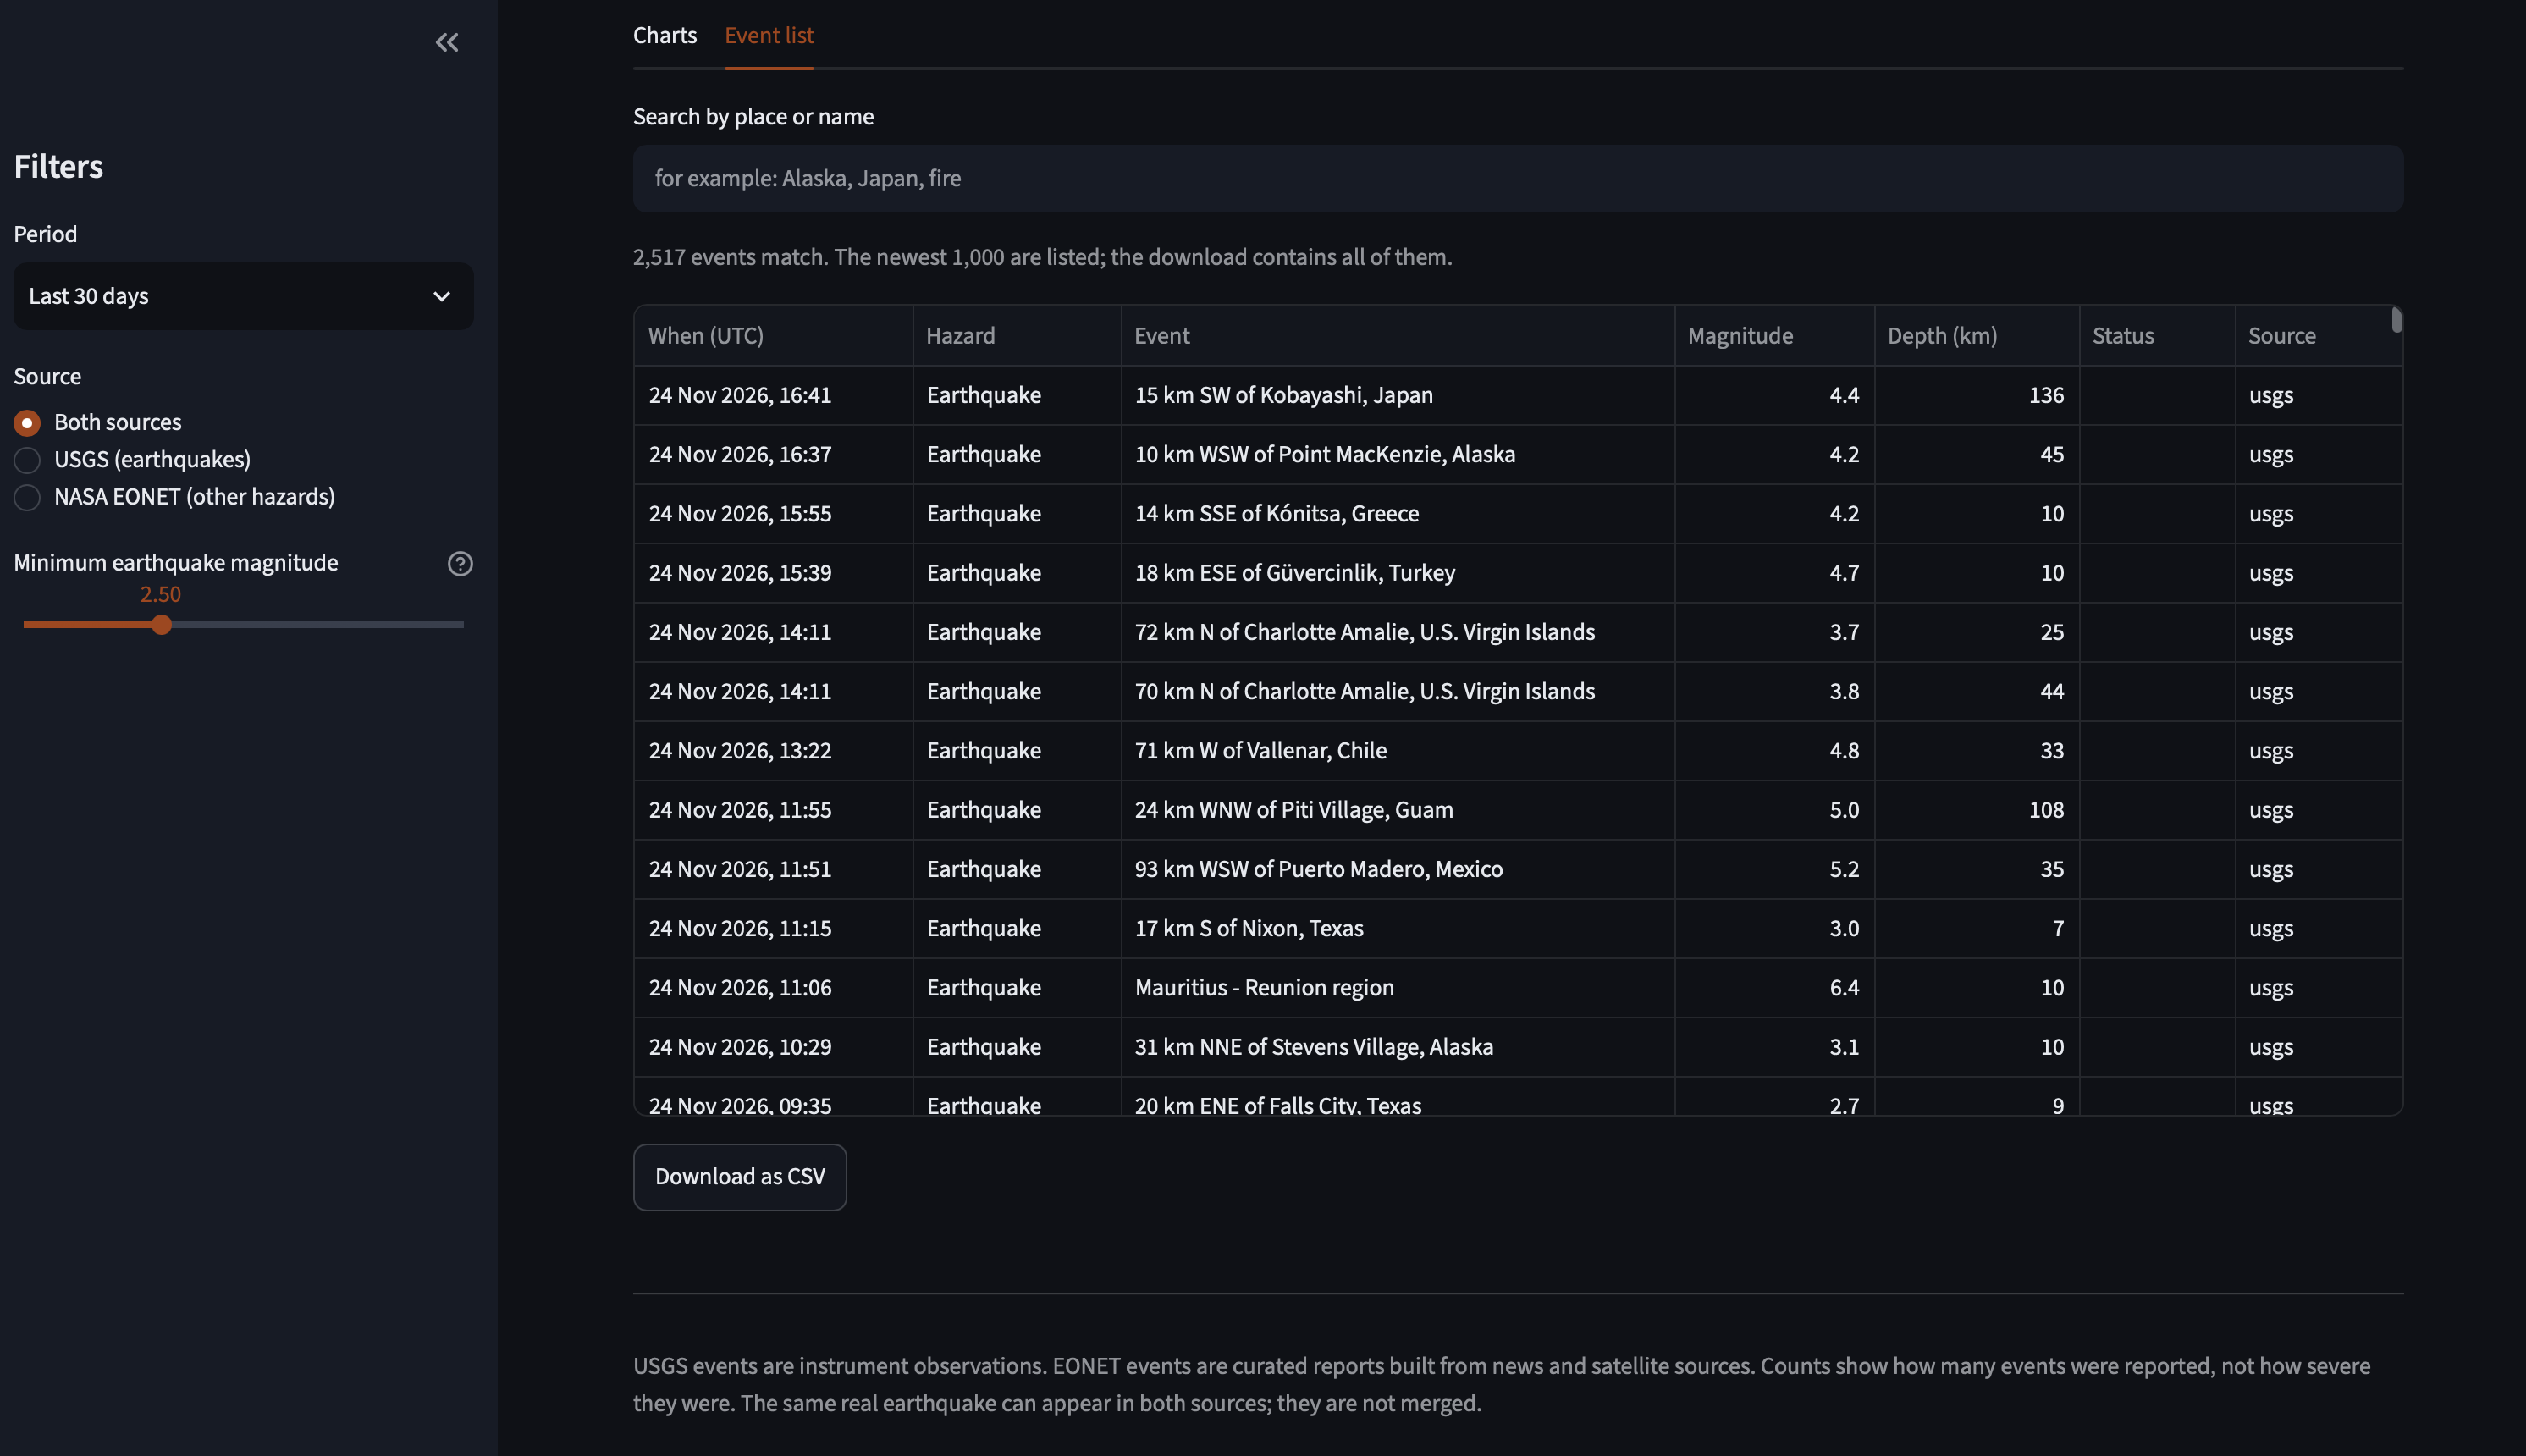 Filters
Period
Last 30 days
Source
Both sources
USGS (earthquakes)
NASA EONET (other hazards)
Minimum earthquake magnitude
2.50
Charts Event list
Search by place or name
for example: Alaska, Japan, fire
2,517 events match. The newest 1,000 are listed; the download contains all of them.
When (UTC) Hazard Event Magnitude Depth (km) Status Source
24 Nov 2026, 16:41 Earthquake 15 km SW of Kobayashi, Japan 4.4 136 usgs
24 Nov 2026, 16:37 Earthquake 10 km WSW of Point MacKenzie, Alaska 4.2 45 usgs
24 Nov 2026, 15:55 Earthquake 14 km SSE of Kónitsa, Greece 4.2 10 usgs
24 Nov 2026, 15:39 Earthquake 18 km ESE of Güvercinlik, Turkey 4.7 10 usgs
24 Nov 2026, 14:11 Earthquake 72 km N of Charlotte Amalie, U.S. Virgin Islands 3.7 25 usgs
24 Nov 2026, 14:11 Earthquake 70 km N of Charlotte Amalie, U.S. Virgin Islands 3.8 44 usgs
24 Nov 2026, 13:22 Earthquake 71 km W of Vallenar, Chile 4.8 33 usgs
24 Nov 2026, 11:55 Earthquake 24 km WNW of Piti Village, Guam 5.0 108 usgs
24 Nov 2026, 11:51 Earthquake 93 km WSW of Puerto Madero, Mexico 5.2 35 usgs
24 Nov 2026, 11:15 Earthquake 17 km S of Nixon, Texas 3.0 7 usgs
24 Nov 2026, 11:06 Earthquake Mauritius - Reunion region 6.4 10 usgs
24 Nov 2026, 10:29 Earthquake 31 km NNE of Stevens Village, Alaska 3.1 10 usgs
24 Nov 2026, 09:35 Earthquake 20 km ENE of Falls City, Texas 2.7 9 usgs
Download as CSV
USGS events are instrument observations. EONET events are curated reports built from news and satellite sources. Counts show how many events were reported, not how severe
they were. The same real earthquake can appear in both sources; they are not merged.